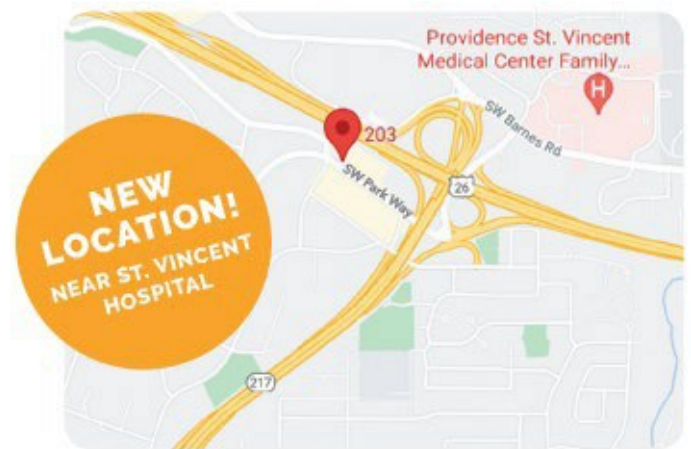 Providence St. Vincent
Medical Center Family...
H
203
SW Barnes Rd
SW Park Way
26
NEW
LOCATION!
NEAR ST. VINCENT
HOSPITAL
217